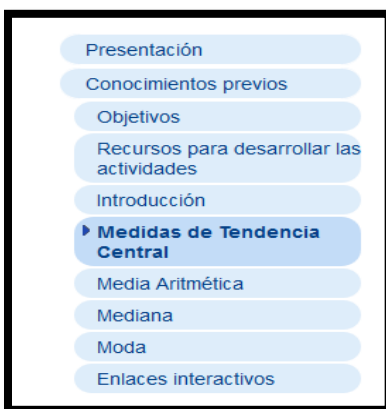 Presentación
Conocimientos previos
Objetivos
Recursos para desarrollar las
actividades
Introducción
Medidas de Tendencia
Central
Media Aritmética
Mediana
Moda
Enlaces interactivos